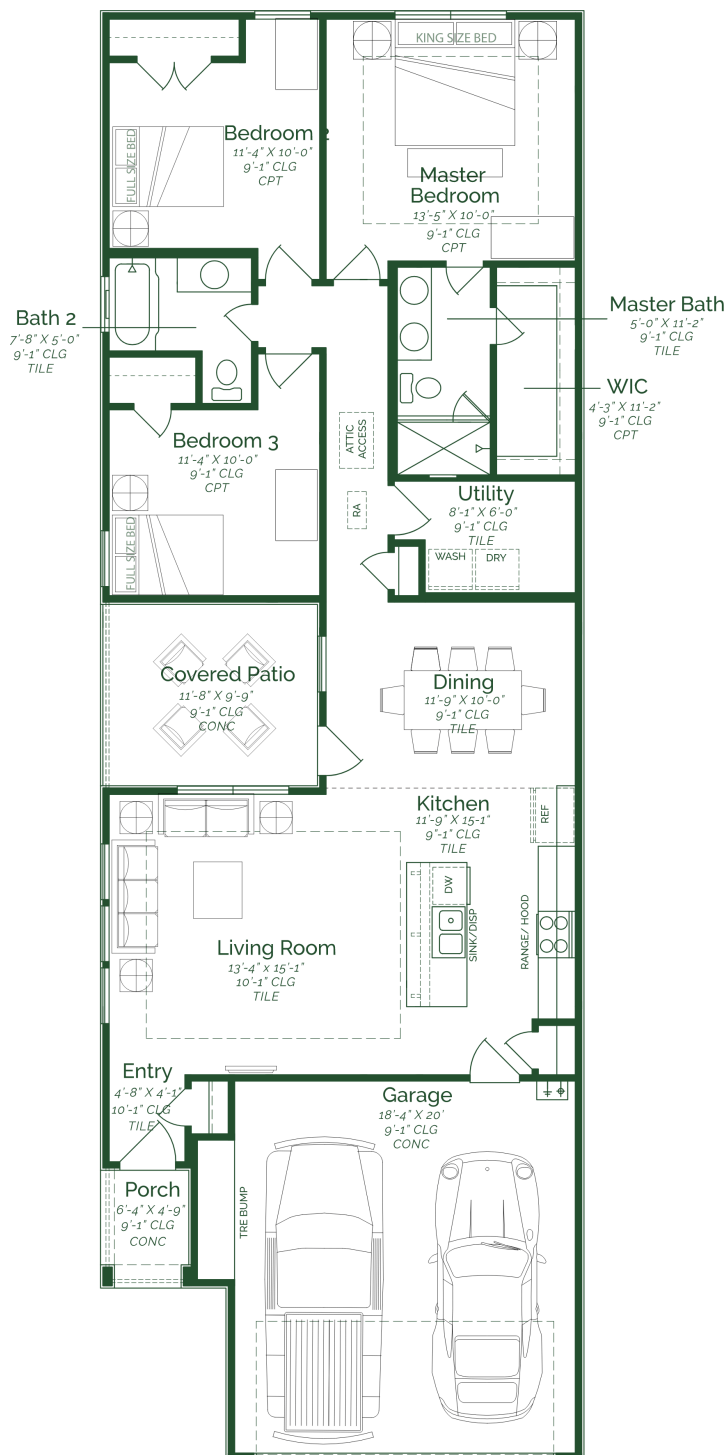 KING SIZE BED
Bedroom 2
11'-4" X 10'-0"
9'-1" CLG
CPT
FULL SIZE BED
Master
Bedroom
13'-5" X 10'-0"
9'-1" CLG
CPT
Bath 2
7'-8" X 5'-0"
9'-1" CLG
TILE
Master Bath
5'-0" X 11'-2"
9'-1" CLG
TILE
WIC
4'-3" X 11'-2"
9'-1" CLG
CPT
ATTIC
ACCESS
Bedroom 3
11'-4" X 10'-0"
9'-1" CLG
CPT
FULL SIZE BED
RA
Utility
8'-1" X 6'-0"
9'-1" CLG
TILE
WASH
DRY
Covered Patio
11'-8" X 9'-9"
9'-1" CLG
CONC
Dining
11'-9" X 10'-0"
9'-1" CLG
TILE
Kitchen
11'-9" X 15'-1"
9"-1" CLG
TILE
REF
DW
SINK/DISP
RANGE/ HOOD
Living Room
13'-4" x 15'-1"
10'-1" CLG
TILE
Entry
4'-8" X 4'-1"
10'-1" CLG
TILE
Garage
18'-4" X 20'
9'-1" CLG
CONC
Porch
6'-4" X 4'-9"
9'-1" CLG
CONC
TRE BUMP